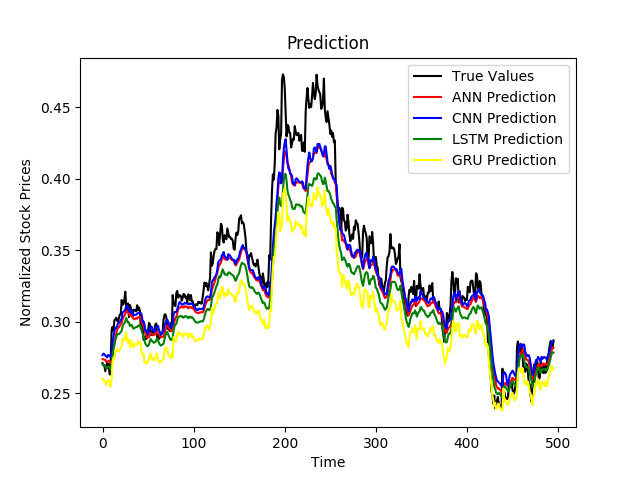 Prediction
True Values
ANN Prediction
CNN Prediction
LSTM Prediction
GRU Prediction
Normalized Stock Prices
0.45
0.40
0.35
0.30
0.25
0 100 200 300 400 500
Time